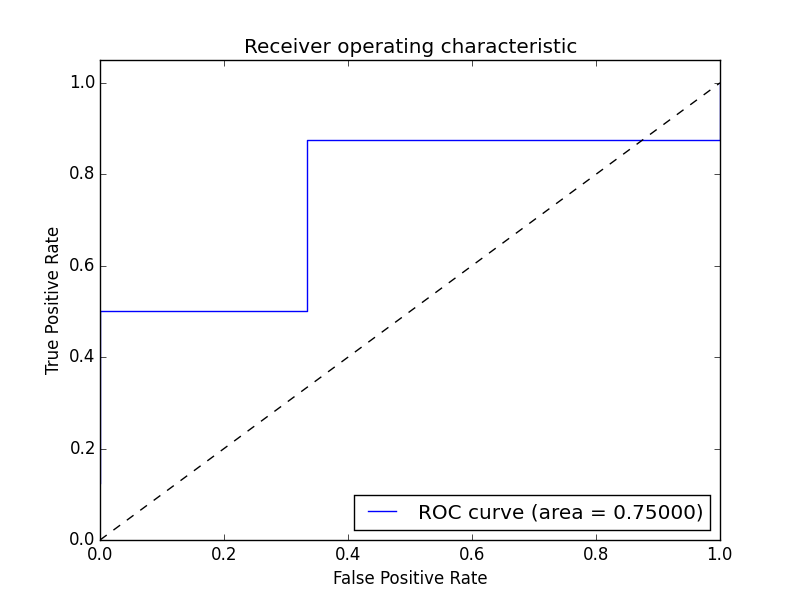 Receiver operating characteristic
1.0
0.8
0.6
0.4
0.2
0.0
True Positive Rate
ROC curve (area = 0.75000)
0.0 0.2 0.4 0.6 0.8 1.0
False Positive Rate